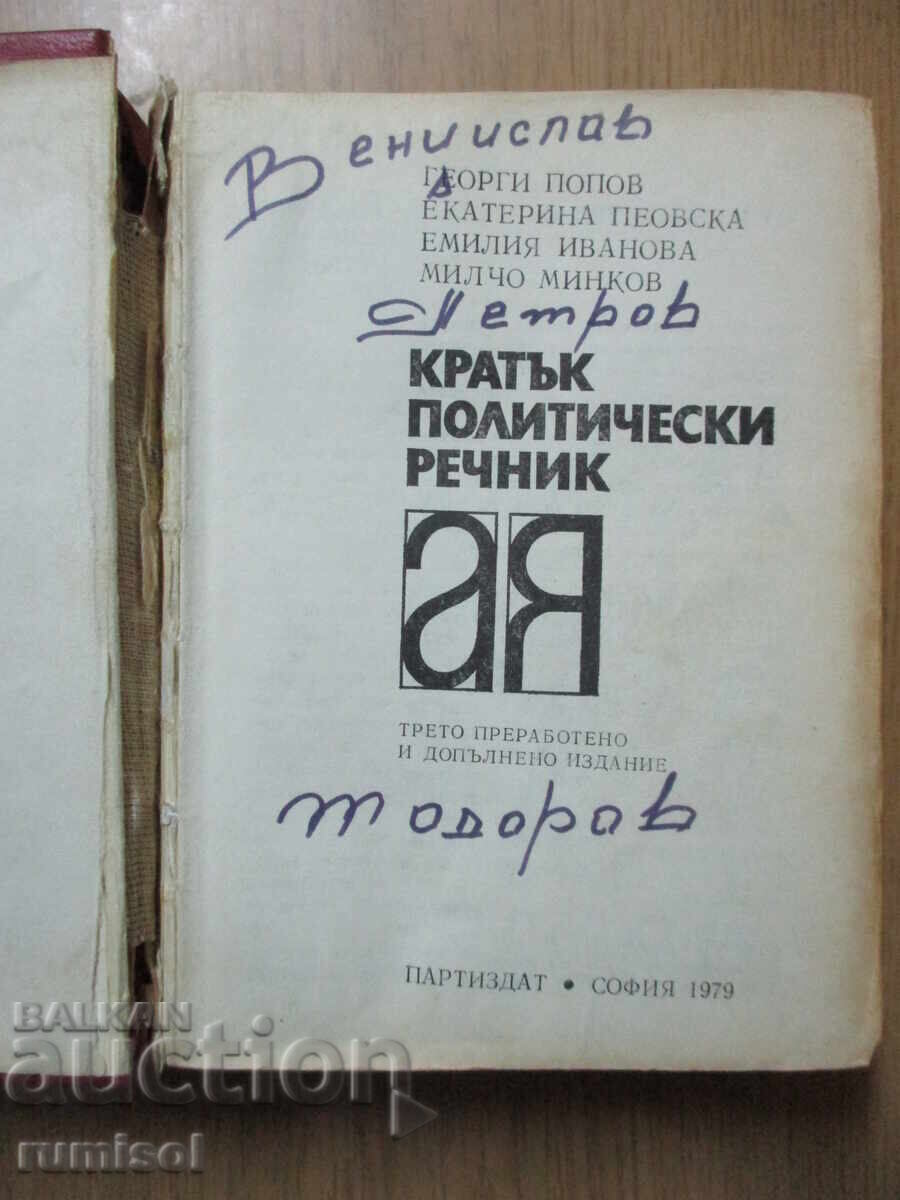 Венциислав
ГЕОРГИ ПОПОВ
ЕКАТЕРИНА ПЕОВСКА
ЕМИЛИЯ ИВАНОВА
МИЛЧО МИНКОВ
Петров
КРАТЪК
ПОЛИТИЧЕСКИ
РЕЧНИК
аЯ
ТРЕТО ПРЕРАБОТЕНО
И ДОПЪЛНЕНО ИЗДАНИЕ
Тодоров
ПАРТИЗДАТ • СОФИЯ 1979
BALKAN
auction
rumisol